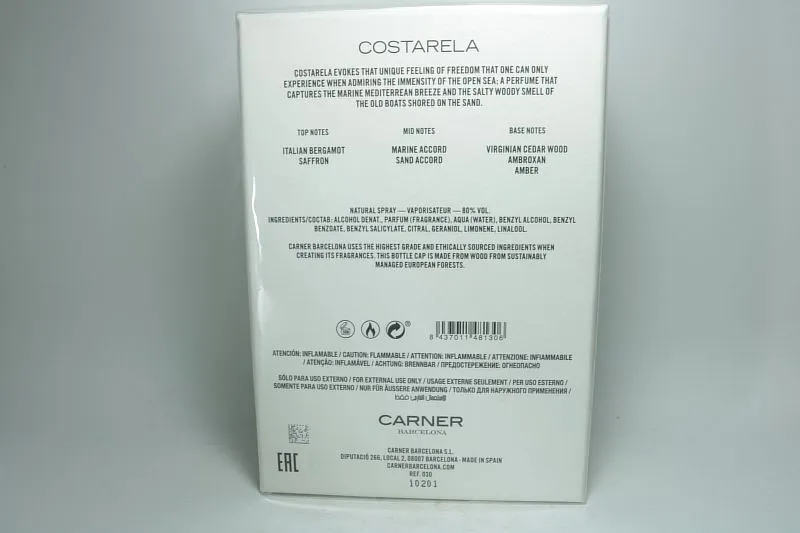 COSTARELA
COSTARELA EVOKES THAT UNIQUE FEELING OF FREEDOM THAT ONE CAN ONLY
EXPERIENCE WHEN ADMIRING THE IMMENSITY OF THE OPEN SEA; A PERFUME THAT
CAPTURES THE MARINE MEDITERREAN BREEZE AND THE SALTY WOODY SMELL OF
THE OLD BOATS SHORED ON THE SAND.
TOP NOTES
ITALIAN BERGAMOT
SAFFRON
MID NOTES
MARINE ACCORD
SAND ACCORD
BASE NOTES
VIRGINIAN CEDAR WOOD
AMBROXAN
AMBER
NATURAL SPRAY — VAPORISATEUR — 80% VOL.
INGREDIENTS/СОСТАВ: ALCOHOL DENAT., PARFUM (FRAGRANCE), AQUA (WATER), BENZYL ALCOHOL, BENZYL
BENZOATE, BENZYL SALICYLATE, CITRAL, GERANIOL, LIMONENE, LINALOOL.
CARNER BARCELONA USES THE HIGHEST GRADE AND ETHICALLY SOURCED INGREDIENTS WHEN
CREATING ITS FRAGRANCES. THIS BOTTLE CAP IS MADE FROM WOOD FROM SUSTAINABLY
MANAGED EUROPEAN FORESTS.
8 437011 481306
ATENCIÓN: INFLAMABLE / CAUTION: FLAMMABLE / ATTENTION: INFLAMMABLE / ATTENZIONE: INFIAMMABILE
/ ATENÇÃO: INFLAMÁVEL / ACHTUNG: BRENNBAR / ПРЕДОСТЕРЕЖЕНИЕ: ОГНЕОПАСНО
SÓLO PARA USO EXTERNO / FOR EXTERNAL USE ONLY / USAGE EXTERNE SEULEMENT / PER USO ESTERNO /
SOMENTE PARA USO EXTERNO / NUR FÜR ÄUSSERE ANWENDUNG / ТОЛЬКО ДЛЯ НАРУЖНОГО ПРИМЕНЕНИЯ /
CARNER
BARCELONA
CARNER BARCELONA S.L.
DIPUTACIÓ 266, LOCAL 2, 08007 BARCELONA - MADE IN SPAIN
CARNERBARCELONA.COM
REF. 030
10201
EAC